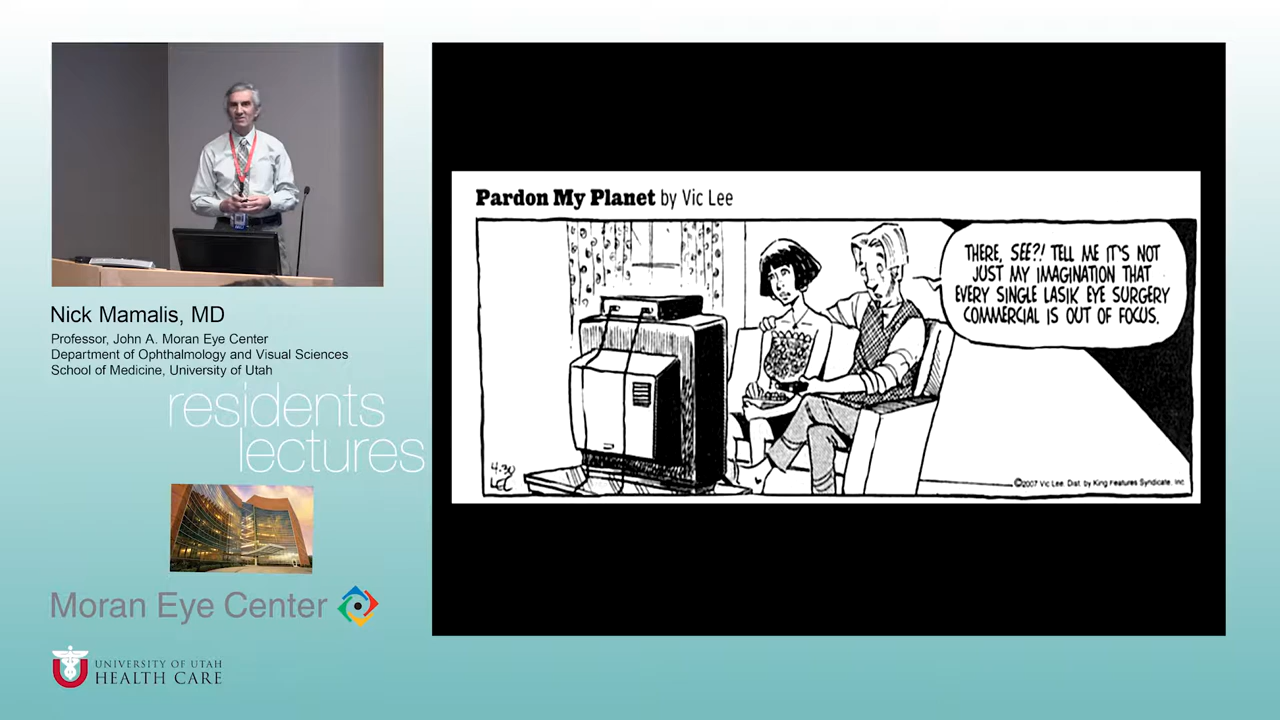 Nick Mamalis, MD
Professor, John A. Moran Eye Center
Department of Ophthalmology and Visual Sciences
School of Medicine, University of Utah
residents
lectures
Moran Eye Center
UNIVERSITY OF UTAH
HEALTH CARE
Pardon My Planet by Vic Lee
THERE, SEE?! TELL ME IT'S NOT
JUST MY IMAGINATION THAT
EVERY SINGLE LASIK EYE SURGERY
COMMERCIAL IS OUT OF FOCUS.
4.30
LEE
©2007 Vic Lee. Dist. by King Features Syndicate, Inc.